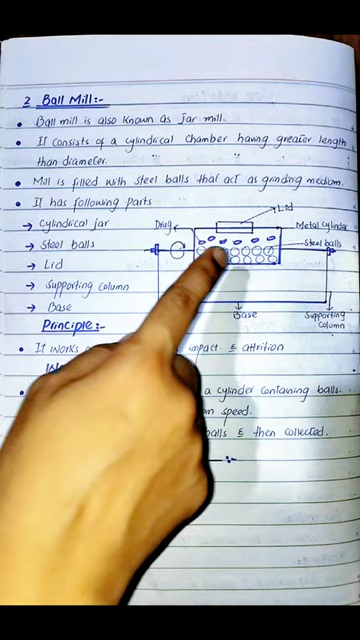 2 Ball Mill:-
• Ball mill is also known as jar mill.
• It consists of a cylindrical chamber having greater length
than diameter.
• Mill is filled with steel balls that act as grinding medium.
• It has following parts
→ Cylindrical jar
→ Steel balls
→ Lid
→ Supporting column
→ Base
Lid
Drug
Metal cylinder
Steel balls
Base
Supporting
column
Principle:-
• It works impact & attrition
a cylinder containing balls.
speed.
balls & then collected.